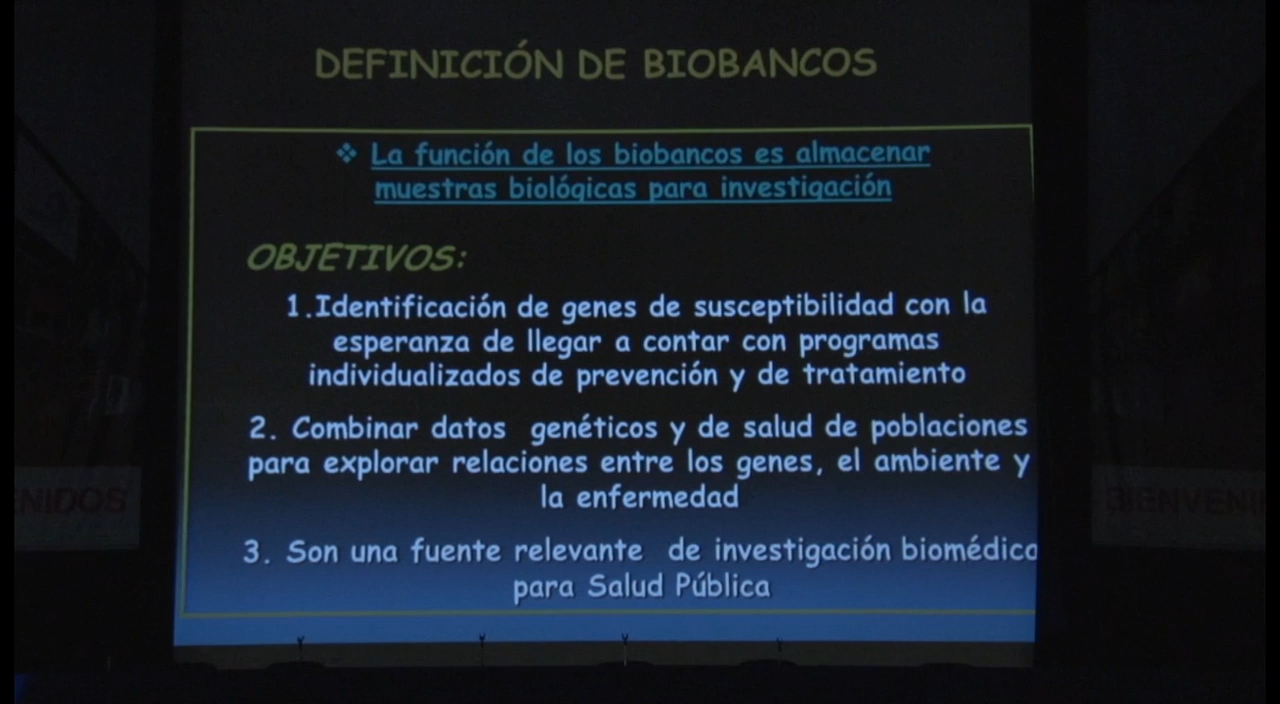 DEFINICIÓN DE BIOBANCOS
❖ La función de los biobancos es almacenar
muestras biológicas para investigación
OBJETIVOS:
1.Identificación de genes de susceptibilidad con la
esperanza de llegar a contar con programas
individualizados de prevención y de tratamiento
2. Combinar datos genéticos y de salud de poblaciones
para explorar relaciones entre los genes, el ambiente y
la enfermedad
3. Son una fuente relevante de investigación biomédica
para Salud Pública
ENIDOS
BIENVENI